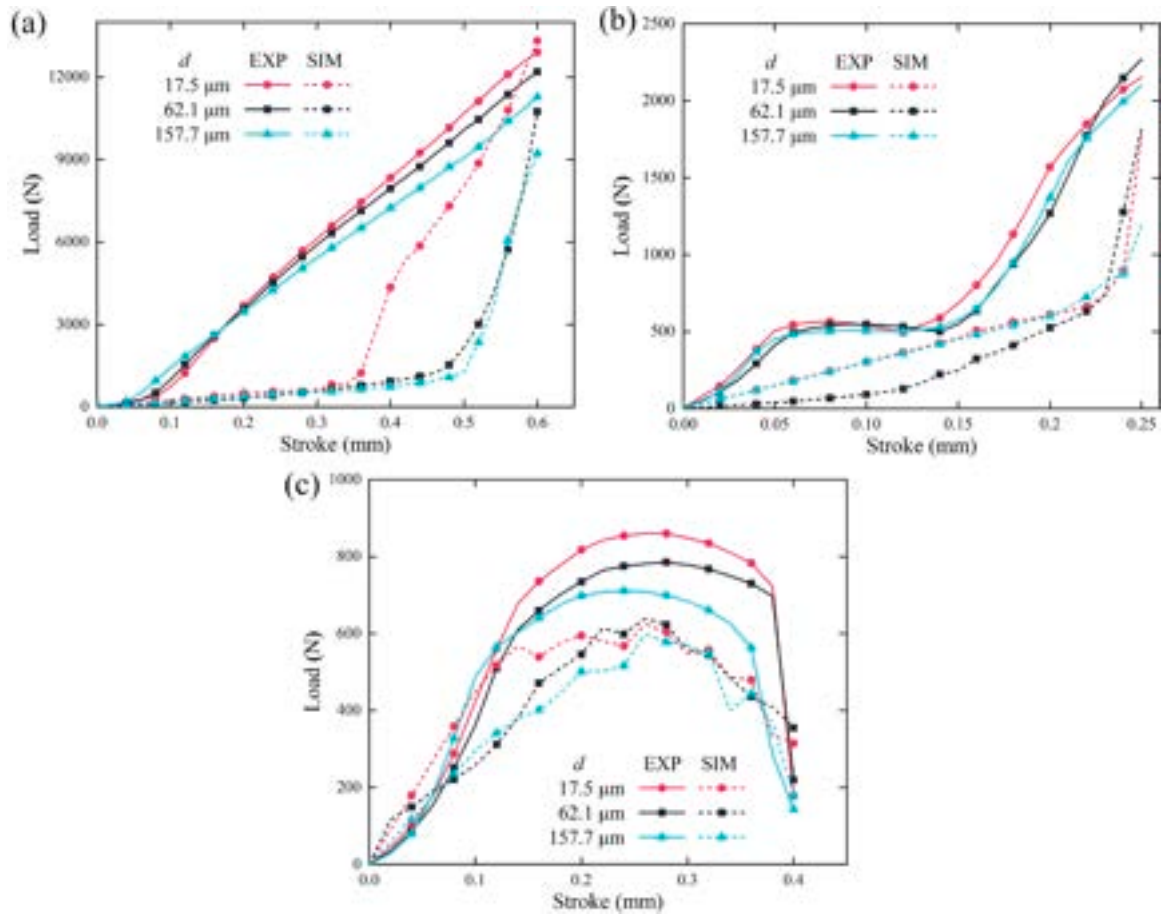 (a)
d EXP SIM
17.5 μm
62.1 μm
157.7 μm
12000
9000
6000
3000
0
Load (N)
0.0 0.1 0.2 0.3 0.4 0.5 0.6
Stroke (mm)
(b)
d EXP SIM
17.5 μm
62.1 μm
157.7 μm
2500
2000
1500
1000
500
0
Load (N)
0.00 0.05 0.10 0.15 0.20 0.25
Stroke (mm)
(c)
1000
800
600
400
200
0
Load (N)
d EXP SIM
17.5 μm
62.1 μm
157.7 μm
0.0 0.1 0.2 0.3 0.4
Stroke (mm)